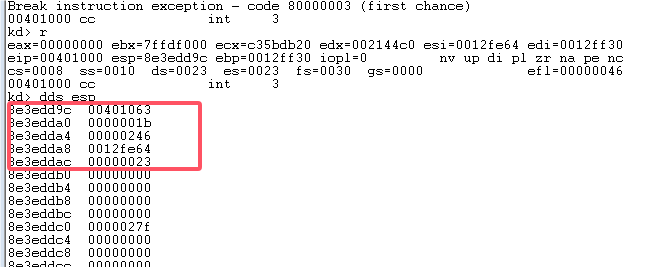 Break instruction exception - code 80000003 (first chance)
00401000 cc int 3
kd> r
eax=00000000 ebx=7ffdf000 ecx=c35bdb20 edx=002144c0 esi=0012fe64 edi=0012ff30
eip=00401000 esp=8e3edd9c ebp=0012ff30 iopl=0 nv up di pl zr na pe nc
cs=0008 ss=0010 ds=0023 es=0023 fs=0030 gs=0000 efl=00000046
00401000 cc int 3
kd> dds esp
8e3edd9c 00401063
8e3edda0 0000001b
8e3edda4 00000246
8e3edda8 0012fe64
8e3eddac 00000023
8e3eddb0 00000000
8e3eddb4 00000000
8e3eddb8 00000000
8e3eddbc 00000000
8e3eddc0 0000027f
8e3eddc4 00000000
8e3eddc8 00000000
8e3eddcc 00000000